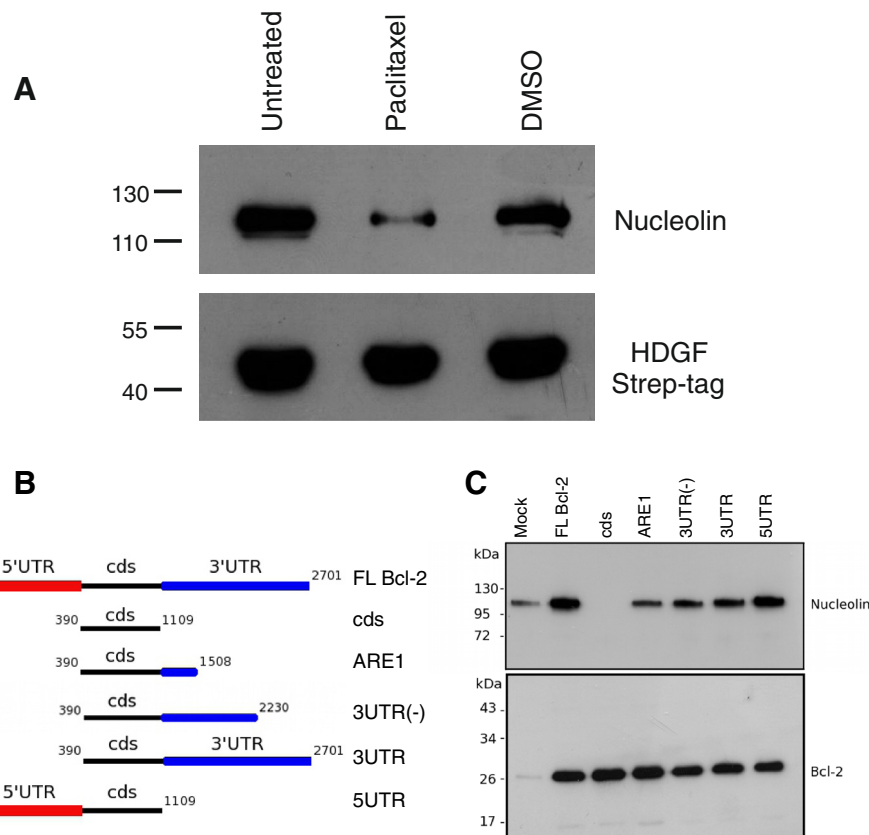 A
Untreated
Paclitaxel
DMSO
130
110
Nucleolin
55
40
HDGF
Strep-tag
B
5'UTR cds 3'UTR
2701 FL Bcl-2
cds
390 1109 cds
cds
390 1508 ARE1
cds
390 2230 3UTR(-)
3'UTR
390 cds 2701 3UTR
5'UTR cds
1109 5UTR
C
Mock
FL Bcl-2
cds
ARE1
3UTR(-)
3UTR
5UTR
kDa
130-
95 -
72 -
Nucleolin
kDa
43 -
34 -
26 -
17 -
Bcl-2